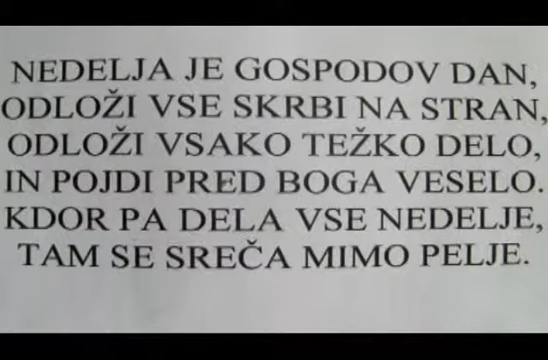 NEDELJA JE GOSPODOV DAN,
ODLOŽI VSE SKRBI NA STRAN,
ODLOŽI VSAKO TEŽKO DELO,
IN POJDI PRED BOGA VESELO.
KDOR PA DELA VSE NEDELJE,
TAM SE SREČA MIMO PELJE.